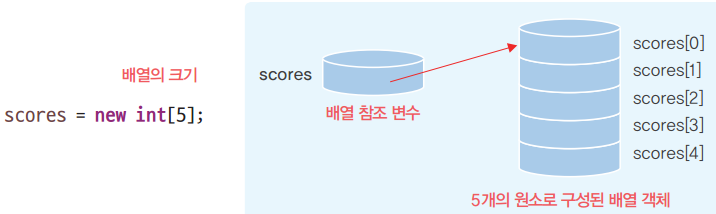 배열의 크기
scores = new int[5];
scores
배열 참조 변수
scores[0]
scores[1]
scores[2]
scores[3]
scores[4]
5개의 원소로 구성된 배열 객체